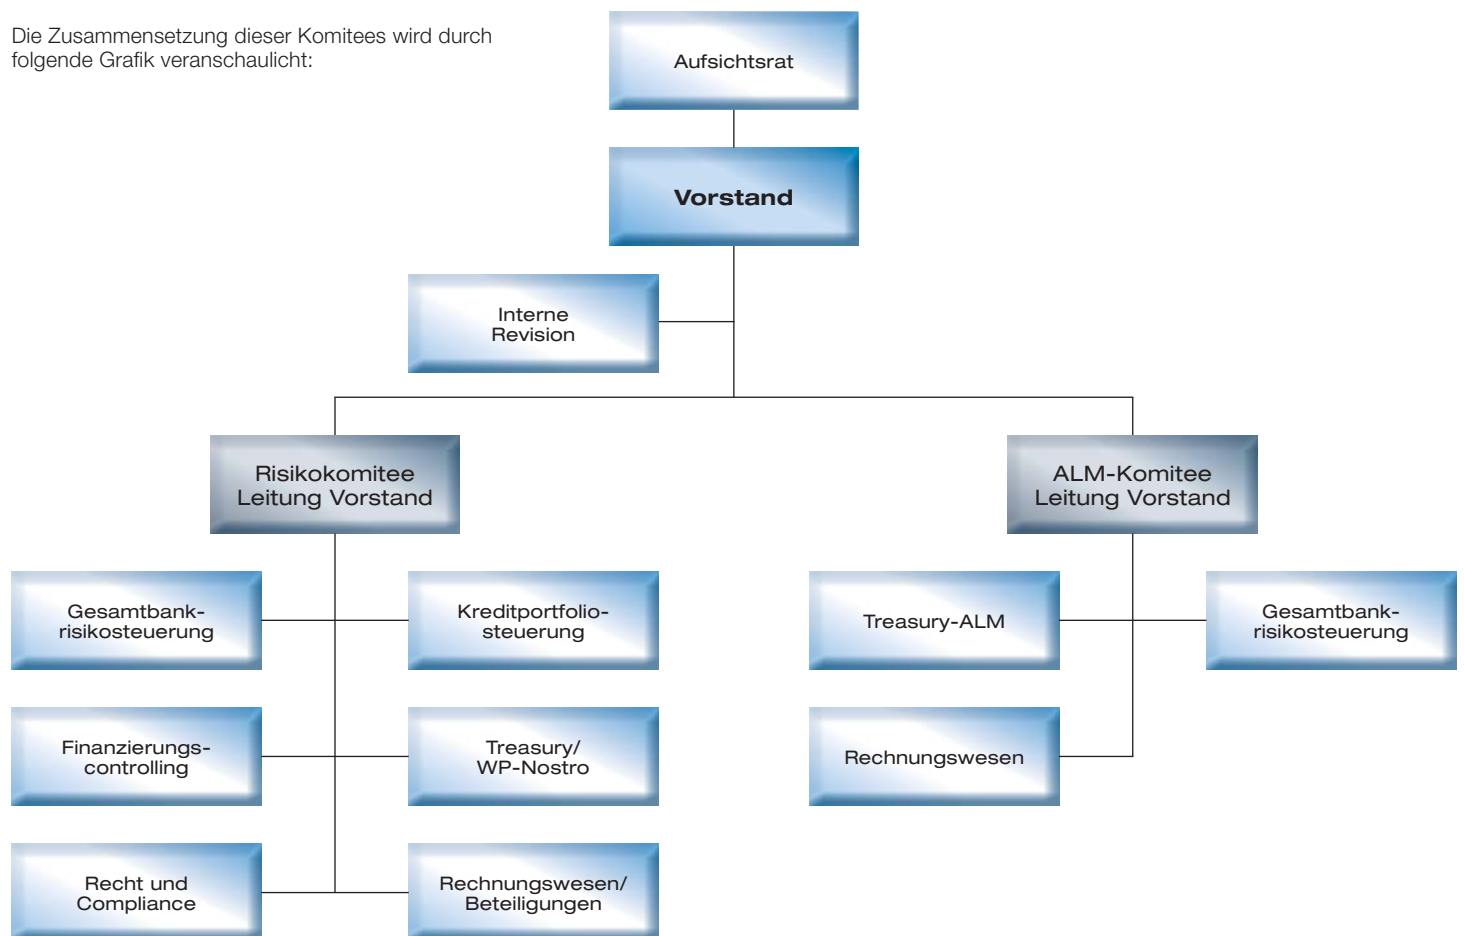 Die Zusammensetzung dieser Komitees wird durch
folgende Grafik veranschaulicht:
Aufsichtsrat
Vorstand
Interne
Revision
Risikokomitee
Leitung Vorstand
ALM-Komitee
Leitung Vorstand
Gesamtbank-
risikosteuerung
Kreditportfolio-
steuerung
Treasury-ALM
Gesamtbank-
risikosteuerung
Finanzierungs-
controlling
Treasury/
WP-Nostro
Rechnungswesen
Recht und
Compliance
Rechnungswesen/
Beteiligungen